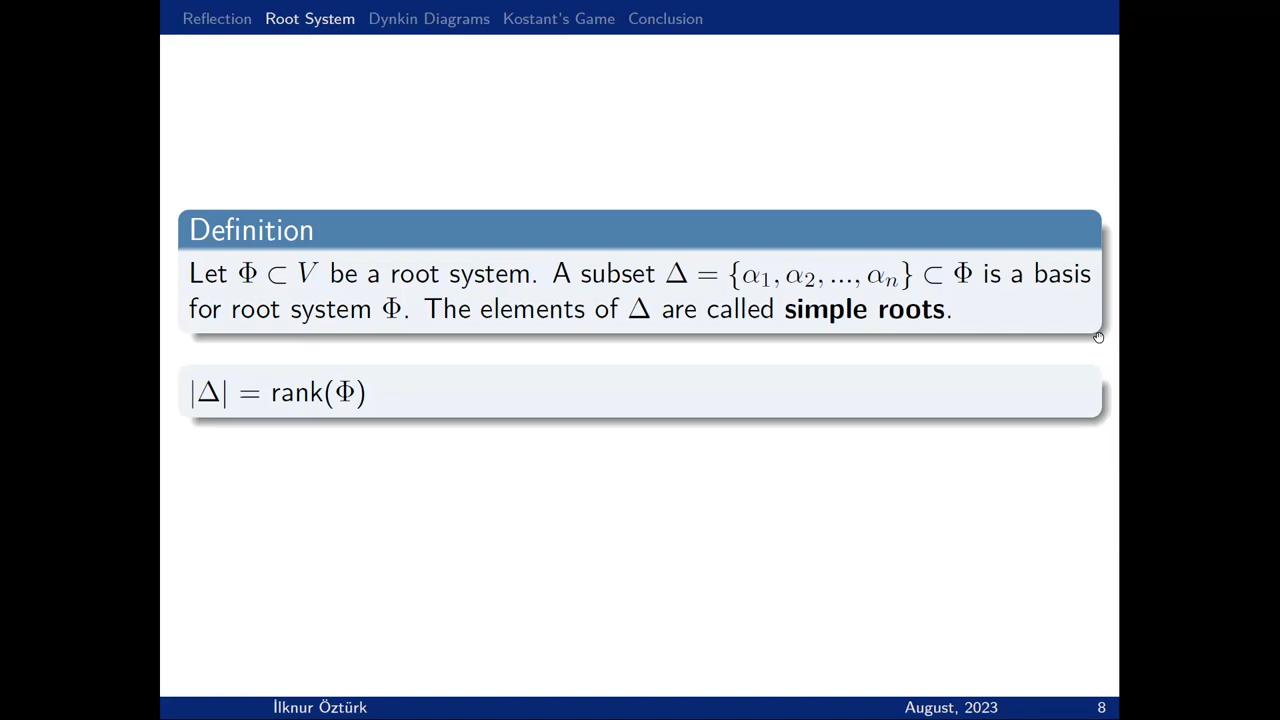 Reflection Root System Dynkin Diagrams Kostant's Game Conclusion
Definition
Let Φ ⊂ V be a root system. A subset Δ = {α₁, α₂, ..., αₙ} ⊂ Φ is a basis
for root system Φ. The elements of Δ are called simple roots.
|Δ| = rank(Φ)
İlknur Öztürk August, 2023 8